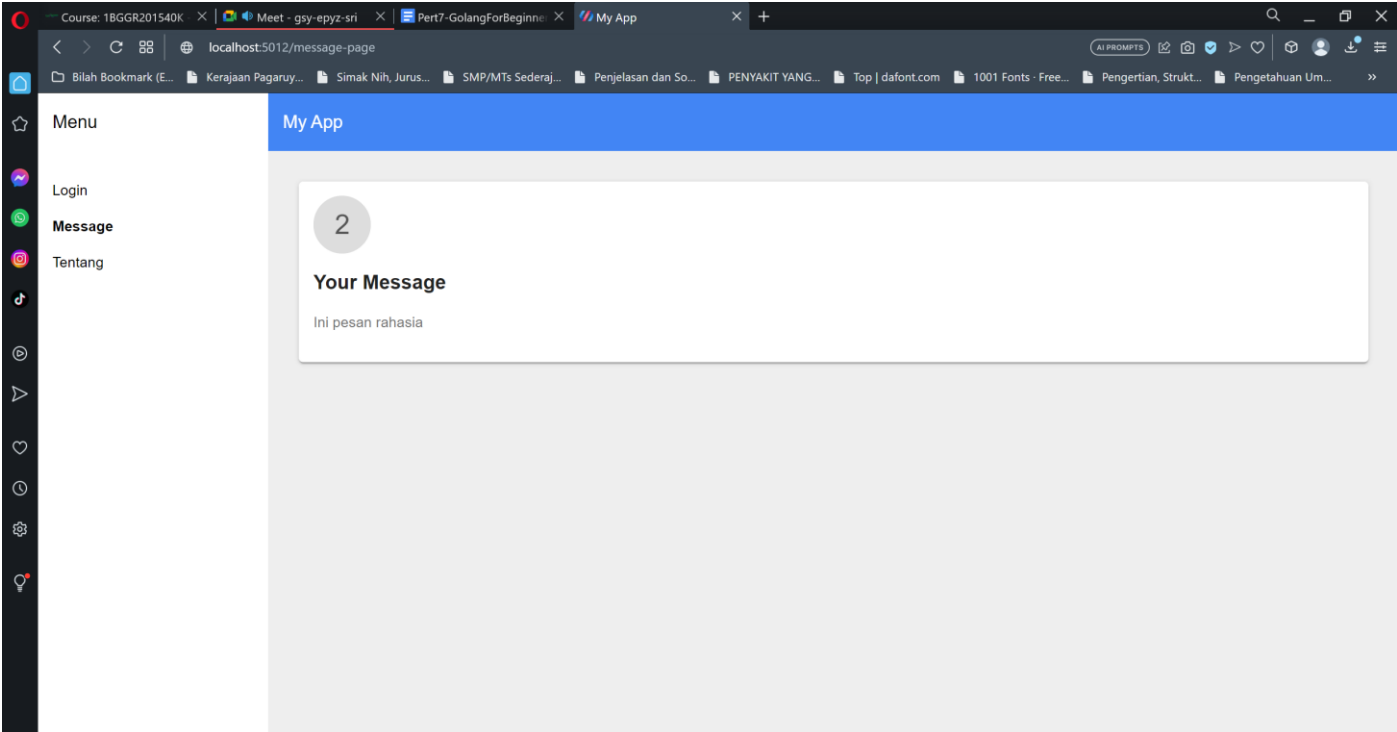 Course: 1BGGR201540K
Meet - gsy-epyz-sri
Pert7-GolangForBeginne
My App
localhost:5012/message-page
AI PROMPTS
Bilah Bookmark (E...
Kerajaan Pagaruy...
Simak Nih, Jurus...
SMP/MTs Sederaj...
Penjelasan dan So...
PENYAKIT YANG...
Top | dafont.com
1001 Fonts · Free...
Pengertian, Strukt...
Pengetahuan Um...
Menu
My App
Login
Message
Tentang
2
Your Message
Ini pesan rahasia